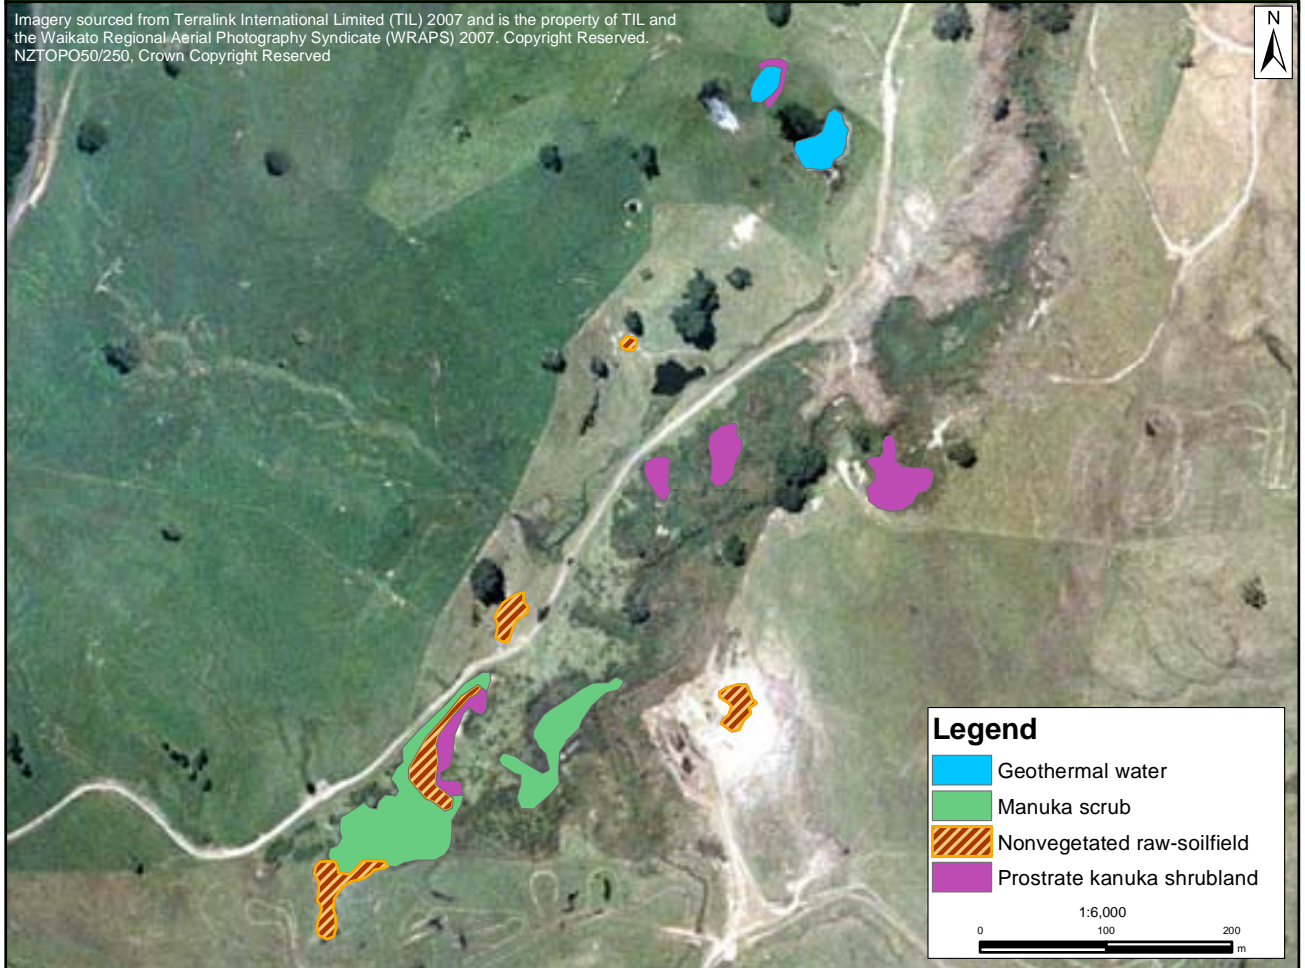 Imagery sourced from Terralink International Limited (TIL) 2007 and is the property of TIL and
the Waikato Regional Aerial Photography Syndicate (WRAPS) 2007. Copyright Reserved.
NZTOPO50/250, Crown Copyright Reserved
N
Legend
Geothermal water
Manuka scrub
Nonvegetated raw-soilfield
Prostrate kanuka shrubland
1:6,000
0 100 200
m